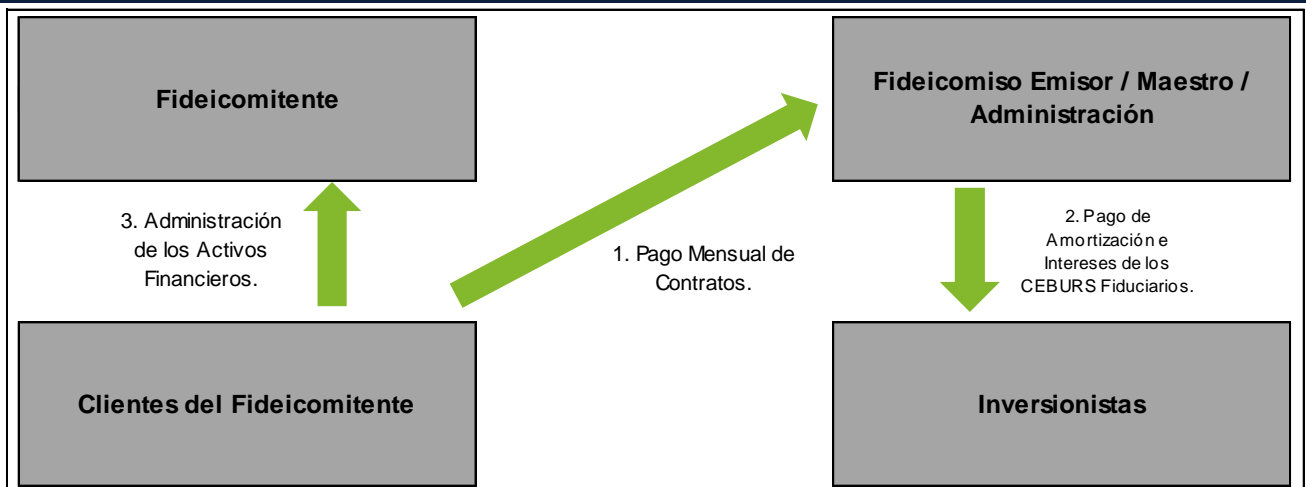 Fideicomitente
Fideicomiso Emisor / Maestro /
Administración
3. Administración
de los Activos
Financieros.
1. Pago Mensual de
Contratos.
2. Pago de
Amortización e
Intereses de los
CEBURS Fiduciarios.
Clientes del Fideicomitente
Inversionistas